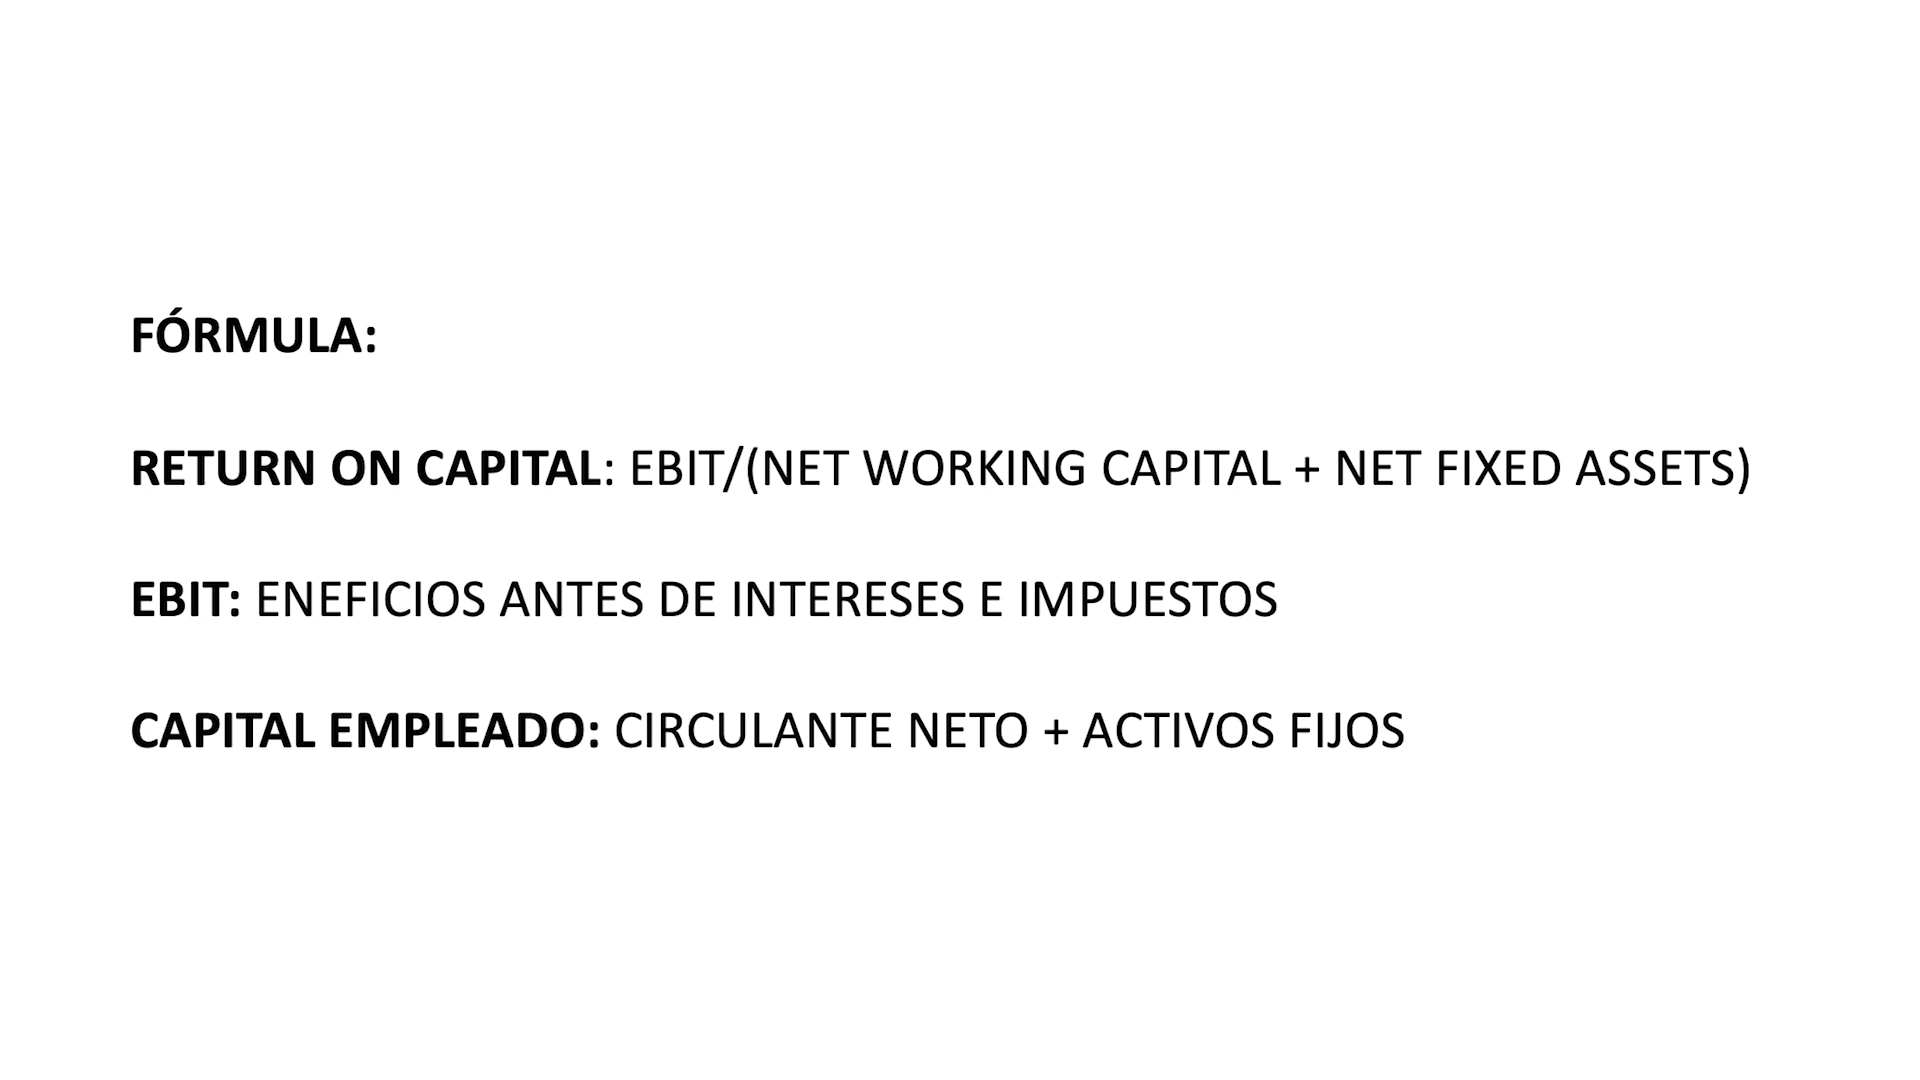 FÓRMULA:
RETURN ON CAPITAL: EBIT/(NET WORKING CAPITAL + NET FIXED ASSETS)
EBIT: ENEFICIOS ANTES DE INTERESES E IMPUESTOS
CAPITAL EMPLEADO: CIRCULANTE NETO + ACTIVOS FIJOS